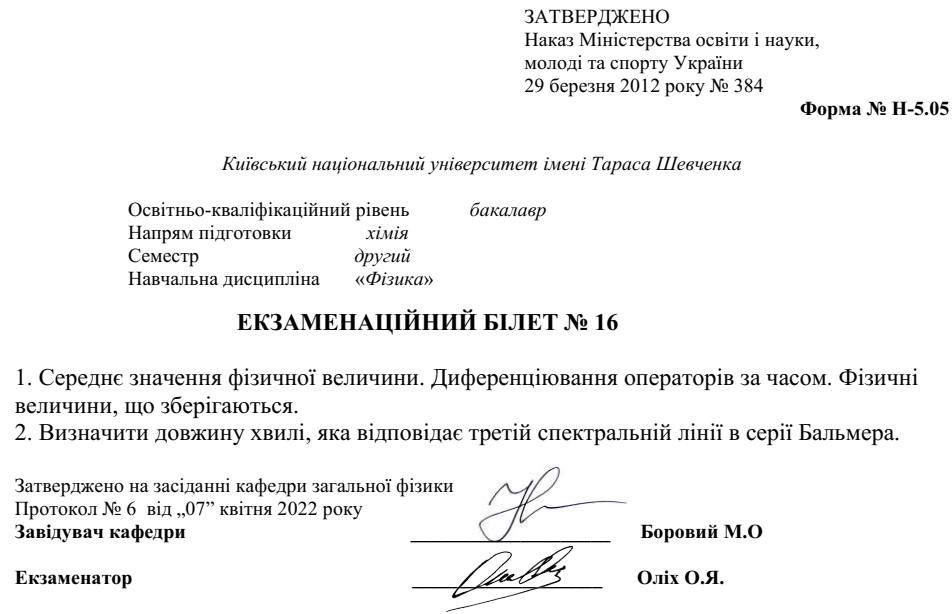 ЗАТВЕРДЖЕНО
Наказ Міністерства освіти і науки,
молоді та спорту України
29 березня 2012 року № 384
Форма № Н-5.05
Київський національний університет імені Тараса Шевченка
Освітньо-кваліфікаційний рівень бакалавр
Напрям підготовки хімія
Семестр другий
Навчальна дисципліна «Фізика»
ЕКЗАМЕНАЦІЙНИЙ БІЛЕТ № 16
1. Середнє значення фізичної величини. Диференціювання операторів за часом. Фізичні
величини, що зберігаються.
2. Визначити довжину хвилі, яка відповідає третій спектральній лінії в серії Бальмера.
Затверджено на засіданні кафедри загальної фізики
Протокол № 6 від „07” квітня 2022 року
Завідувач кафедри ____________________ Боровий М.О
Екзаменатор ____________________ Оліх О.Я.